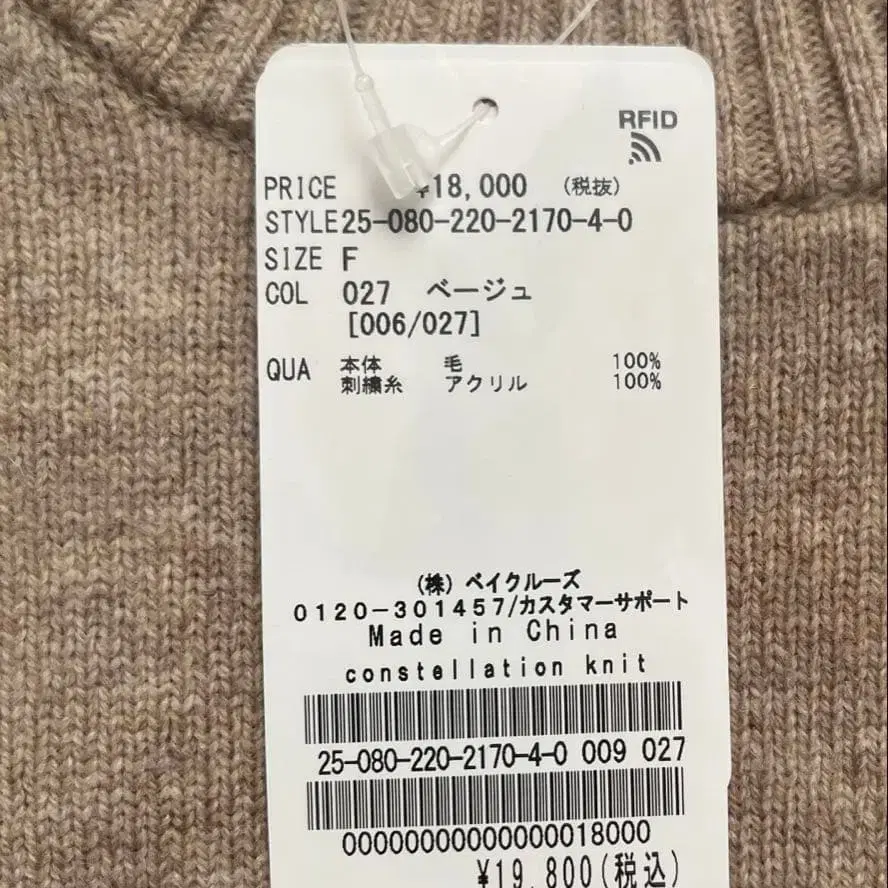 RFID
PRICE ¥18,000 (税抜)
STYLE 25-080-220-2170-4-0
SIZE F
COL 027 ベージュ
[006/027]
QUA 本体 毛 100%
刺繍糸 アクリル 100%
(株) ベイクルーズ
0120-301457/カスタマーサポート
Made in China
constellation knit
25-080-220-2170-4-0 009 027
00000000000000018000
¥19,800(税込)